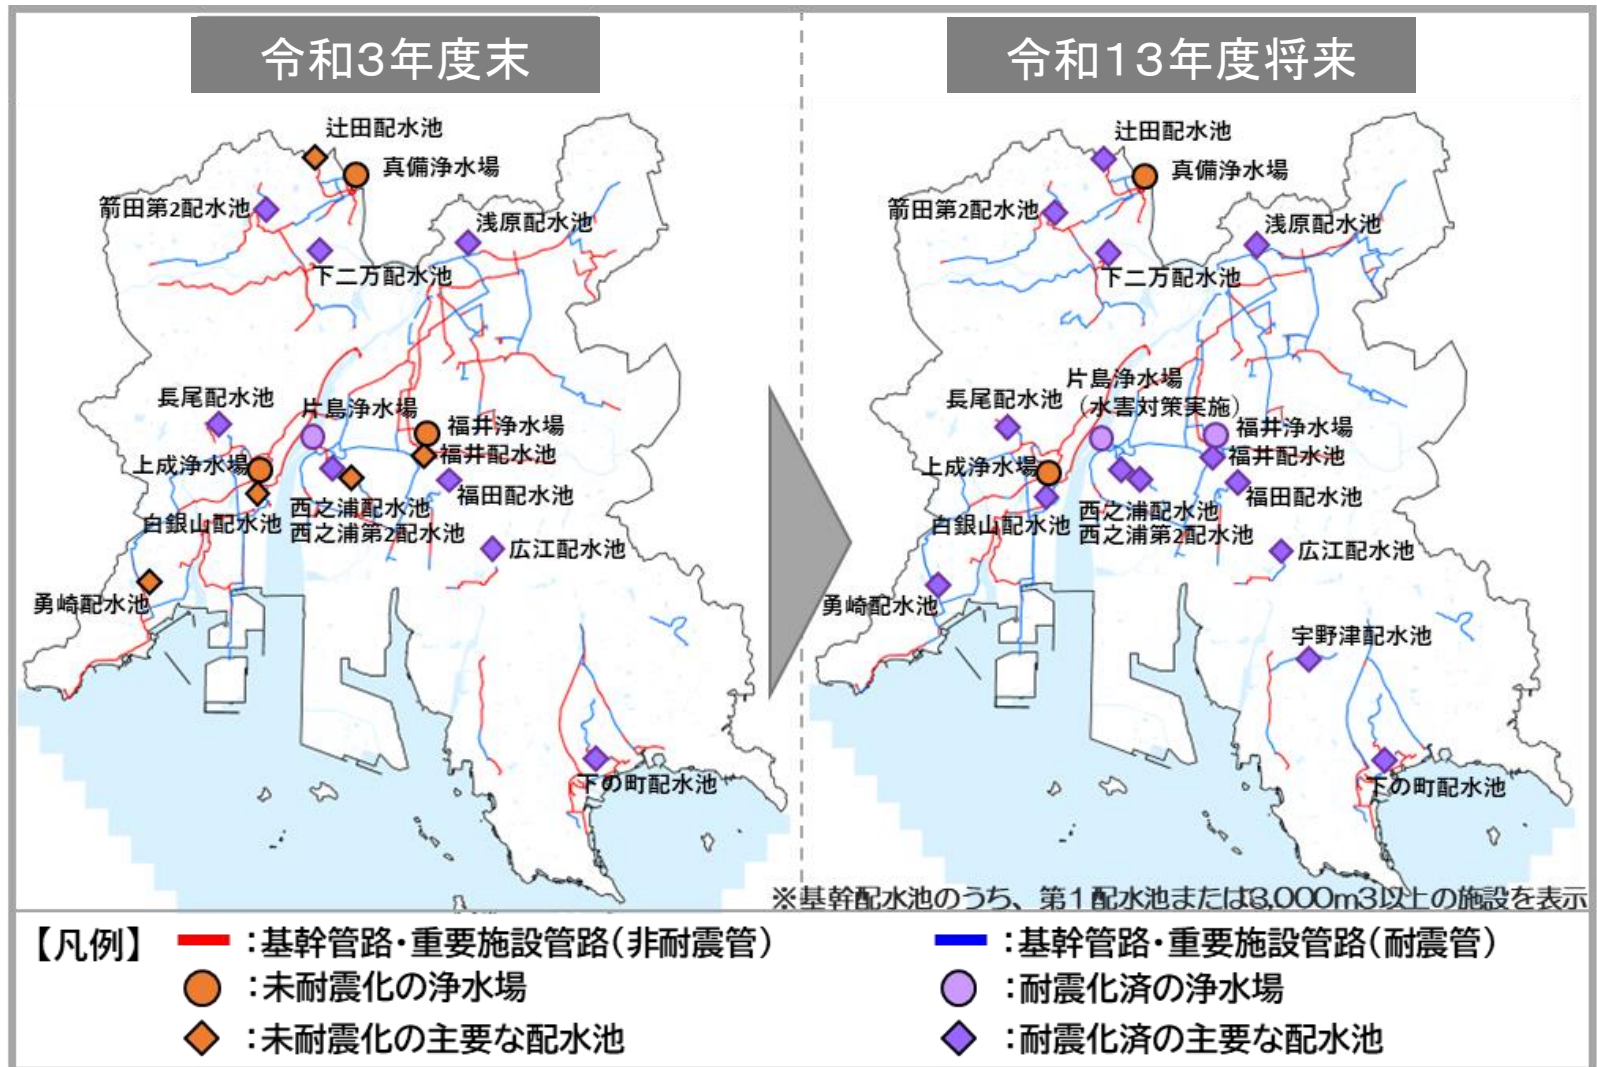 令和３年度末
辻田配水池
真備浄水場
箭田第2配水池
浅原配水池
下二万配水池
長尾配水池
片島浄水場
福井浄水場
福井配水池
上成浄水場
福田配水池
西之浦配水池
白銀山配水池
西之浦第2配水池
広江配水池
勇崎配水池
下の町配水池
令和１３年度将来
辻田配水池
真備浄水場
箭田第2配水池
浅原配水池
下二万配水池
片島浄水場
（水害対策実施）
長尾配水池
福井浄水場
福井配水池
上成浄水場
福田配水池
西之浦配水池
白銀山配水池
西之浦第2配水池
広江配水池
勇崎配水池
宇野津配水池
下の町配水池
※基幹配水池のうち、第１配水池または3,000m3以上の施設を表示
【凡例】
：基幹管路・重要施設管路（非耐震管）
：未耐震化の浄水場
：未耐震化の主要な配水池
：基幹管路・重要施設管路（耐震管）
：耐震化済の浄水場
：耐震化済の主要な配水池